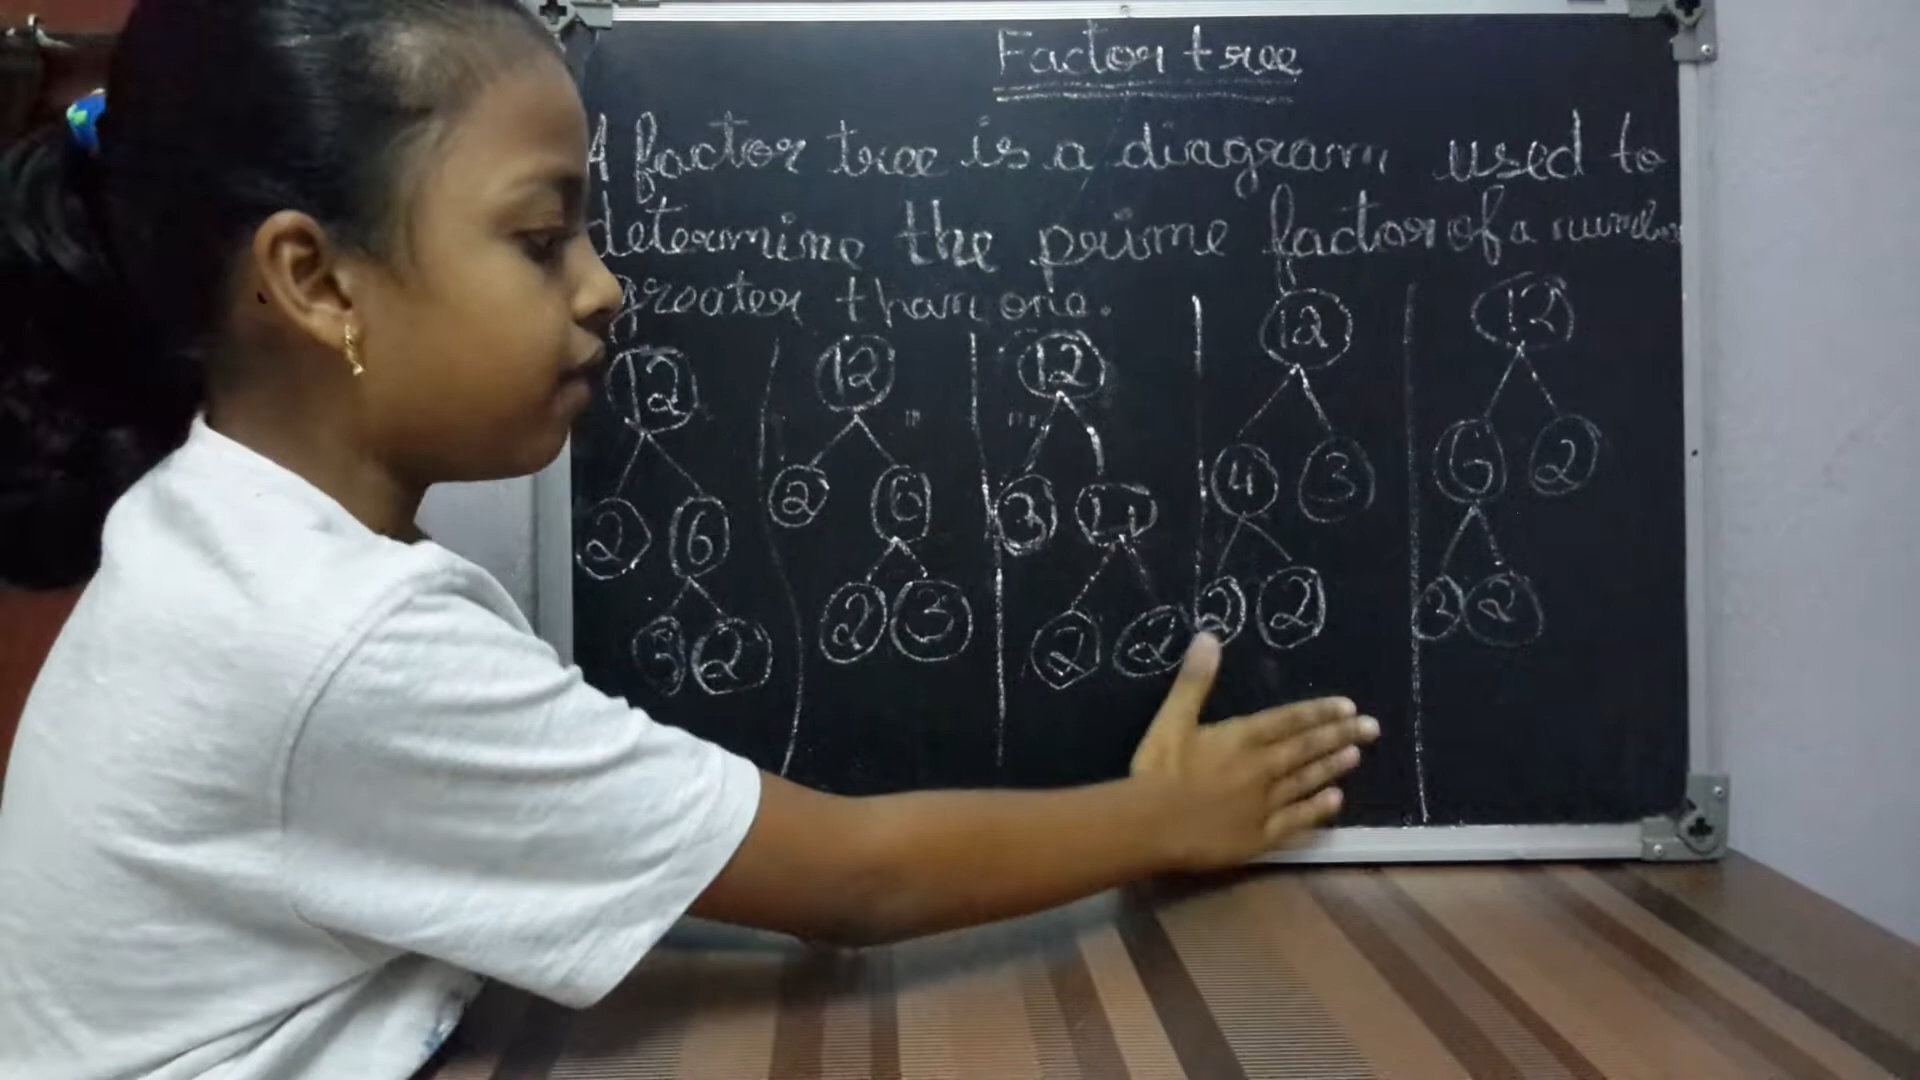 Factor tree
A factor tree is a diagram used to
determine the prime factor of a number
greater than one.
12 12 12 12 12
2 6 2 6 3 4 4 3 6 2
3 2 2 3 2 2 2 2 3 2